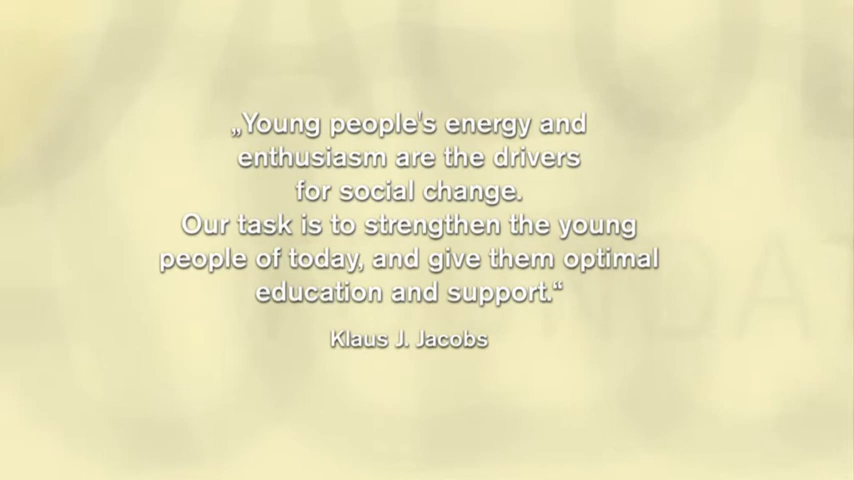 „Young people's energy and
enthusiasm are the drivers
for social change.
Our task is to strengthen the young
people of today, and give them optimal
education and support.“
Klaus J. Jacobs